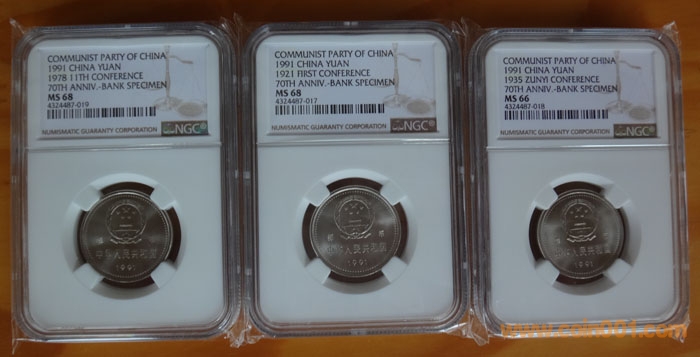 COMMUNIST PARTY OF CHINA
1991 CHINA YUAN
1978 11TH CONFERENCE
70TH ANNIV.-BANK SPECIMEN
MS 68
4324487-019
NUMISMATIC GUARANTY CORPORATION
NGC
中华人民共和国
1991
COMMUNIST PARTY OF CHINA
1991 CHINA YUAN
1921 FIRST CONFERENCE
70TH ANNIV.-BANK SPECIMEN
MS 68
4324487-017
NUMISMATIC GUARANTY CORPORATION
NGC
中华人民共和国
1991
COMMUNIST PARTY OF CHINA
1991 CHINA YUAN
1935 ZUNYI CONFERENCE
70TH ANNIV.-BANK SPECIMEN
MS 66
4324487-018
NUMISMATIC GUARANTY CORPORATION
NGC
中华人民共和国
1991
www.coin001.com